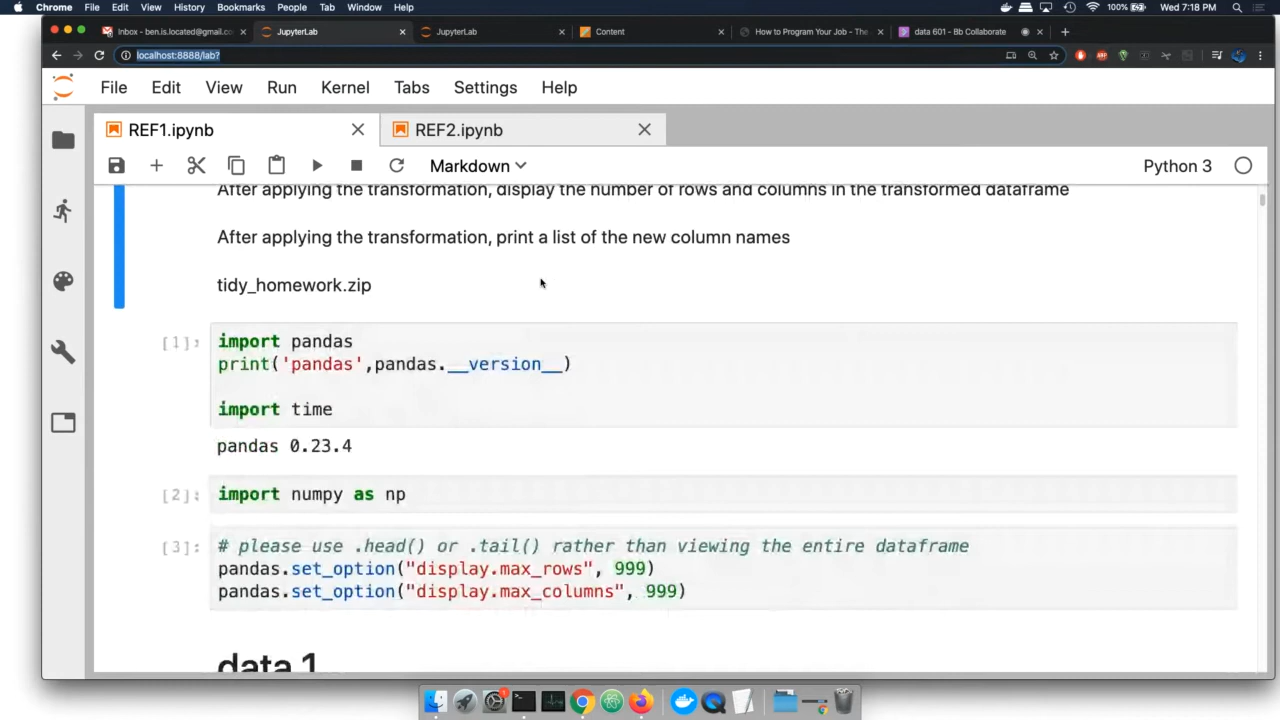 Chrome File Edit View History Bookmarks People Tab Window Help 100% Wed 7:18 PM
Inbox - ben.is.located@gmail.co JupyterLab JupyterLab Content How to Program Your Job - The data 601 - Bb Collaborate
localhost:8888/lab?
File Edit View Run Kernel Tabs Settings Help
REF1.ipynb REF2.ipynb
Markdown Python 3
After applying the transformation, display the number of rows and columns in the transformed dataframe
After applying the transformation, print a list of the new column names
tidy_homework.zip
[1]: import pandas
print('pandas',pandas.__version__)
import time
pandas 0.23.4
[2]: import numpy as np
[3]: # please use .head() or .tail() rather than viewing the entire dataframe
pandas.set_option("display.max_rows", 999)
pandas.set_option("display.max_columns", 999)
data 1